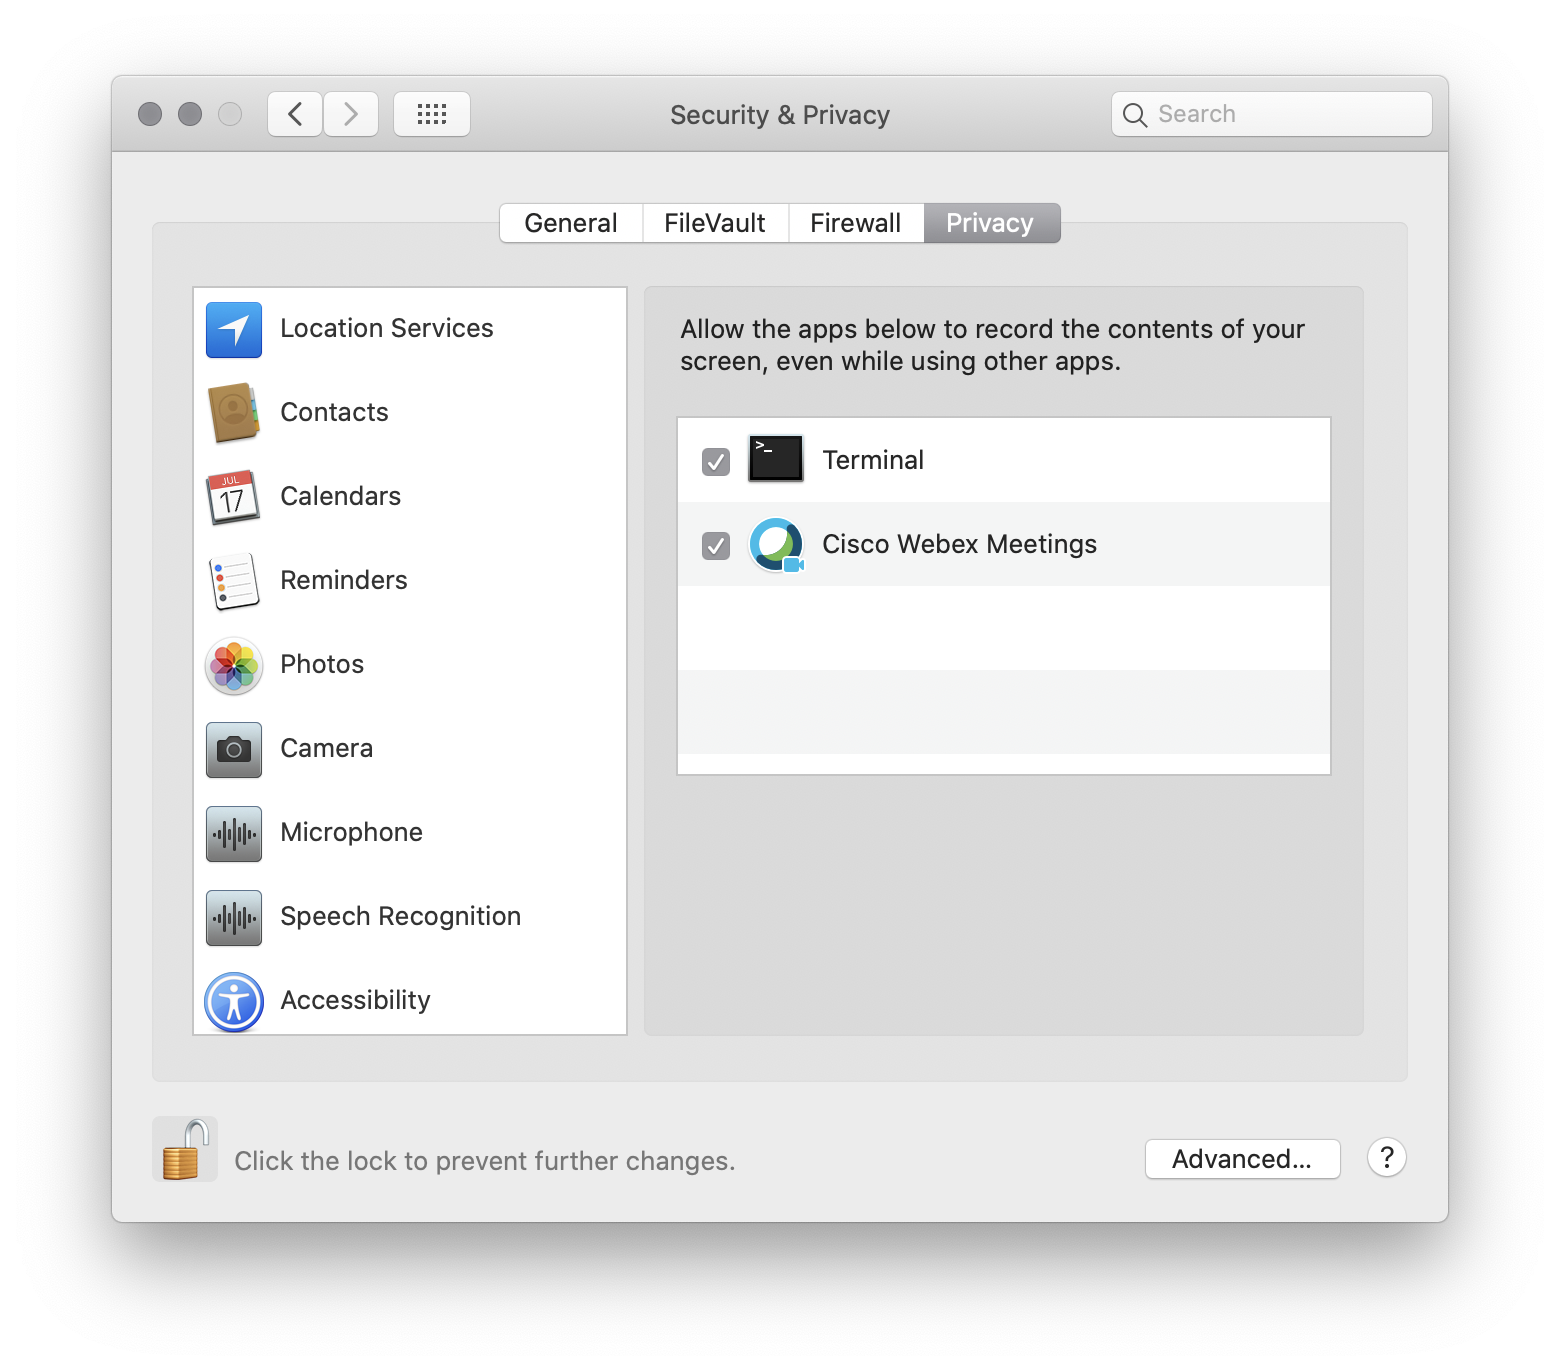 Security & Privacy
Search
General
FileVault
Firewall
Privacy
Location Services
Contacts
JUL
17
Calendars
Reminders
Photos
Camera
Microphone
Speech Recognition
Accessibility
Allow the apps below to record the contents of your
screen, even while using other apps.
>_
Terminal
Cisco Webex Meetings
Click the lock to prevent further changes.
Advanced...
?